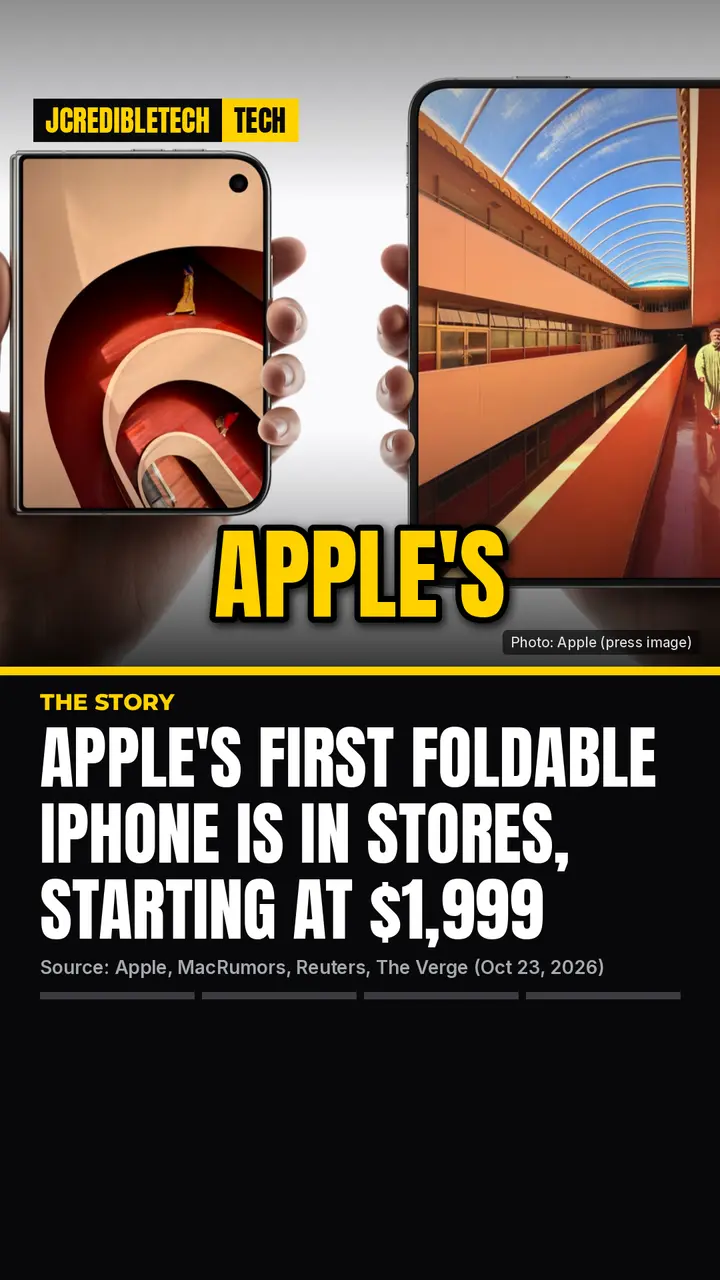 JCREDIBLETECH TECH
APPLE'S
Photo: Apple (press image)
THE STORY
APPLE'S FIRST FOLDABLE
IPHONE IS IN STORES,
STARTING AT $1,999
Source: Apple, MacRumors, Reuters, The Verge (Oct 23, 2026)